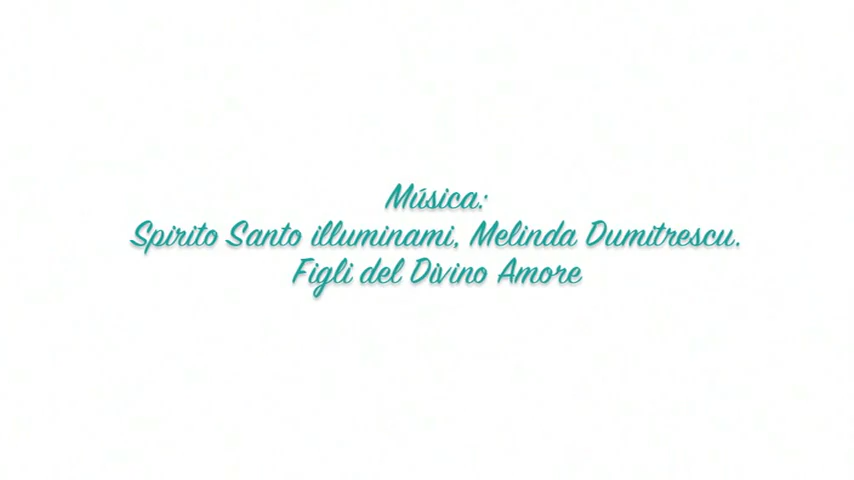 Música:
Spirito Santo illuminami, Melinda Dumitrescu.
Figli del Divino Amore